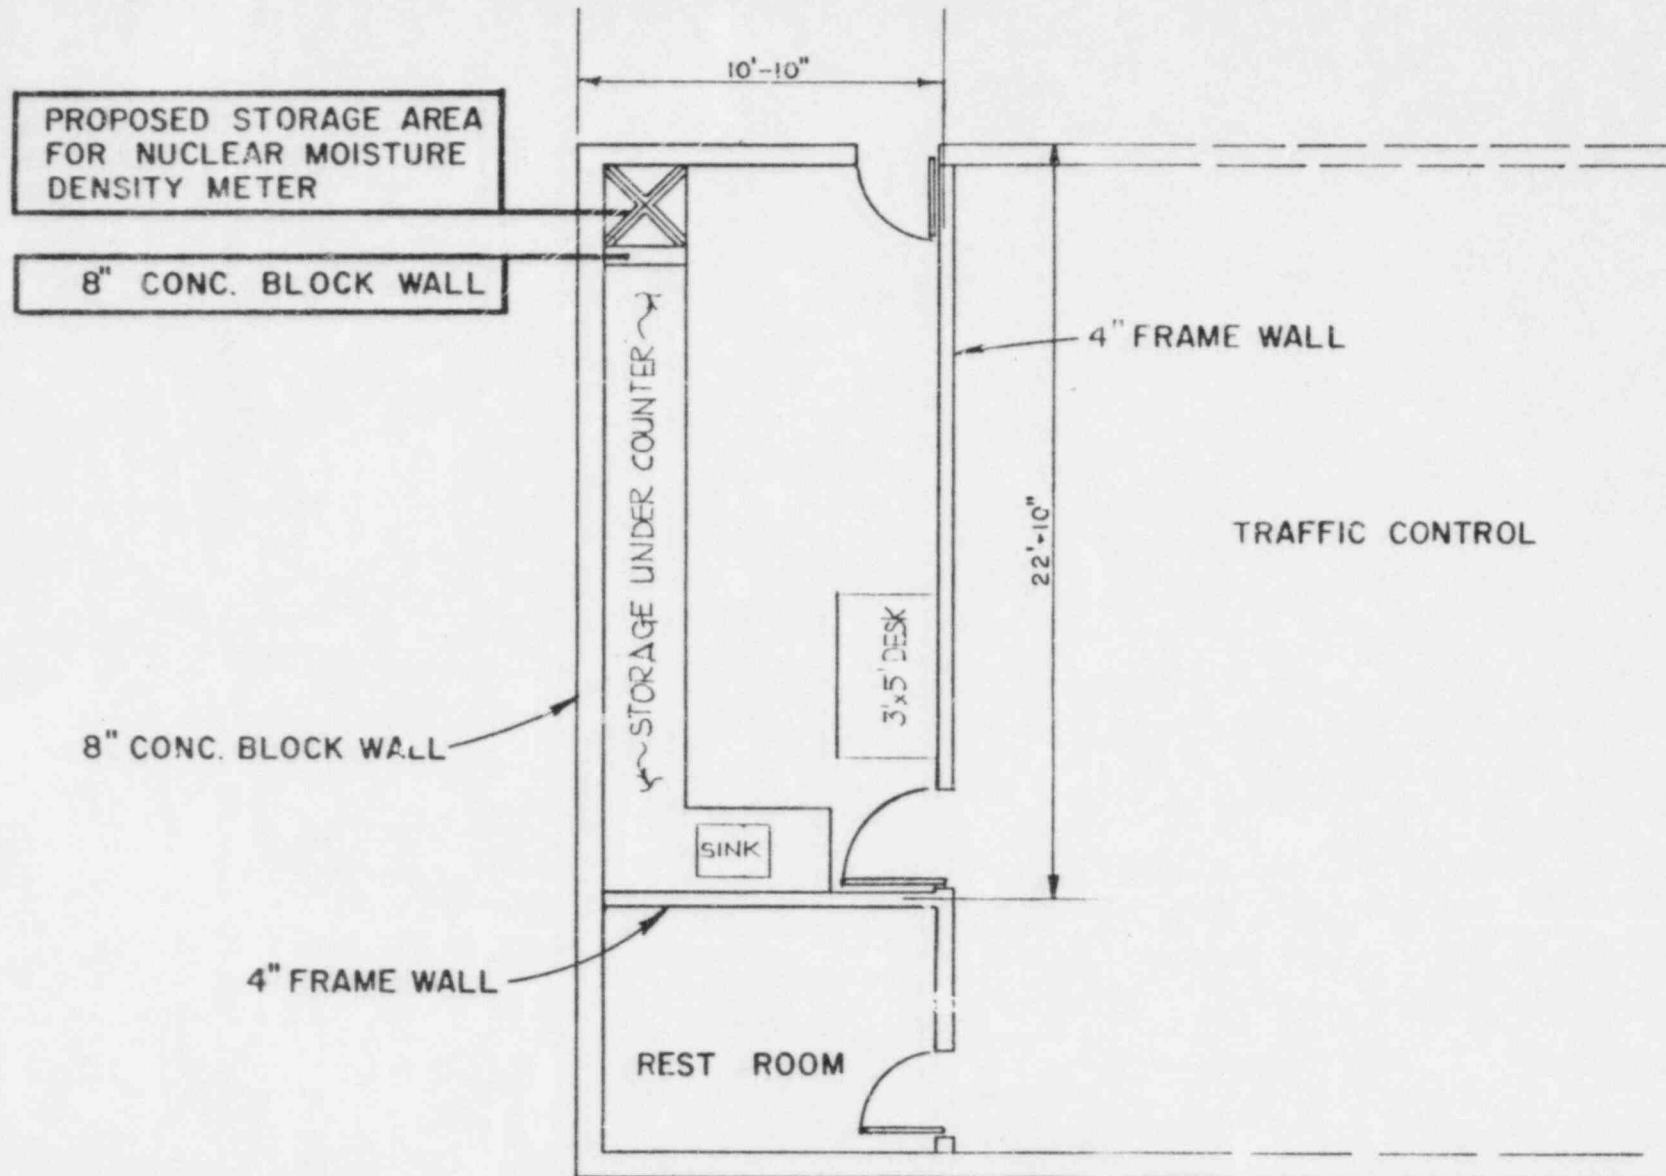 10'-10"
PROPOSED STORAGE AREA
FOR NUCLEAR MOISTURE
DENSITY METER
8" CONC. BLOCK WALL
4" FRAME WALL
STORAGE UNDER COUNTER
22'-10"
TRAFFIC CONTROL
3'x5' DESK
8" CONC. BLOCK WALL
SINK
4" FRAME WALL
REST ROOM